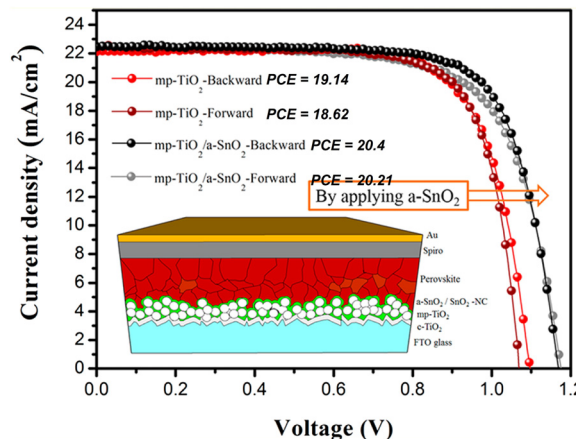 24
22
20
18
16
14
12
10
8
6
4
2
0
Current density (mA/cm²)
mp-TiO₂-Backward PCE = 19.14
mp-TiO₂-Forward PCE = 18.62
mp-TiO₂/a-SnO₂-Backward
PCE = 20.4
mp-TiO₂/a-SnO₂-Forward
PCE = 20.21
By applying a-SnO₂
Au
Spiro
Perovskite
a-SnO₂ / SnO₂ -NC
mp-TiO₂
c-TiO₂
FTO glass
0.0 0.2 0.4 0.6 0.8 1.0 1.2
Voltage (V)